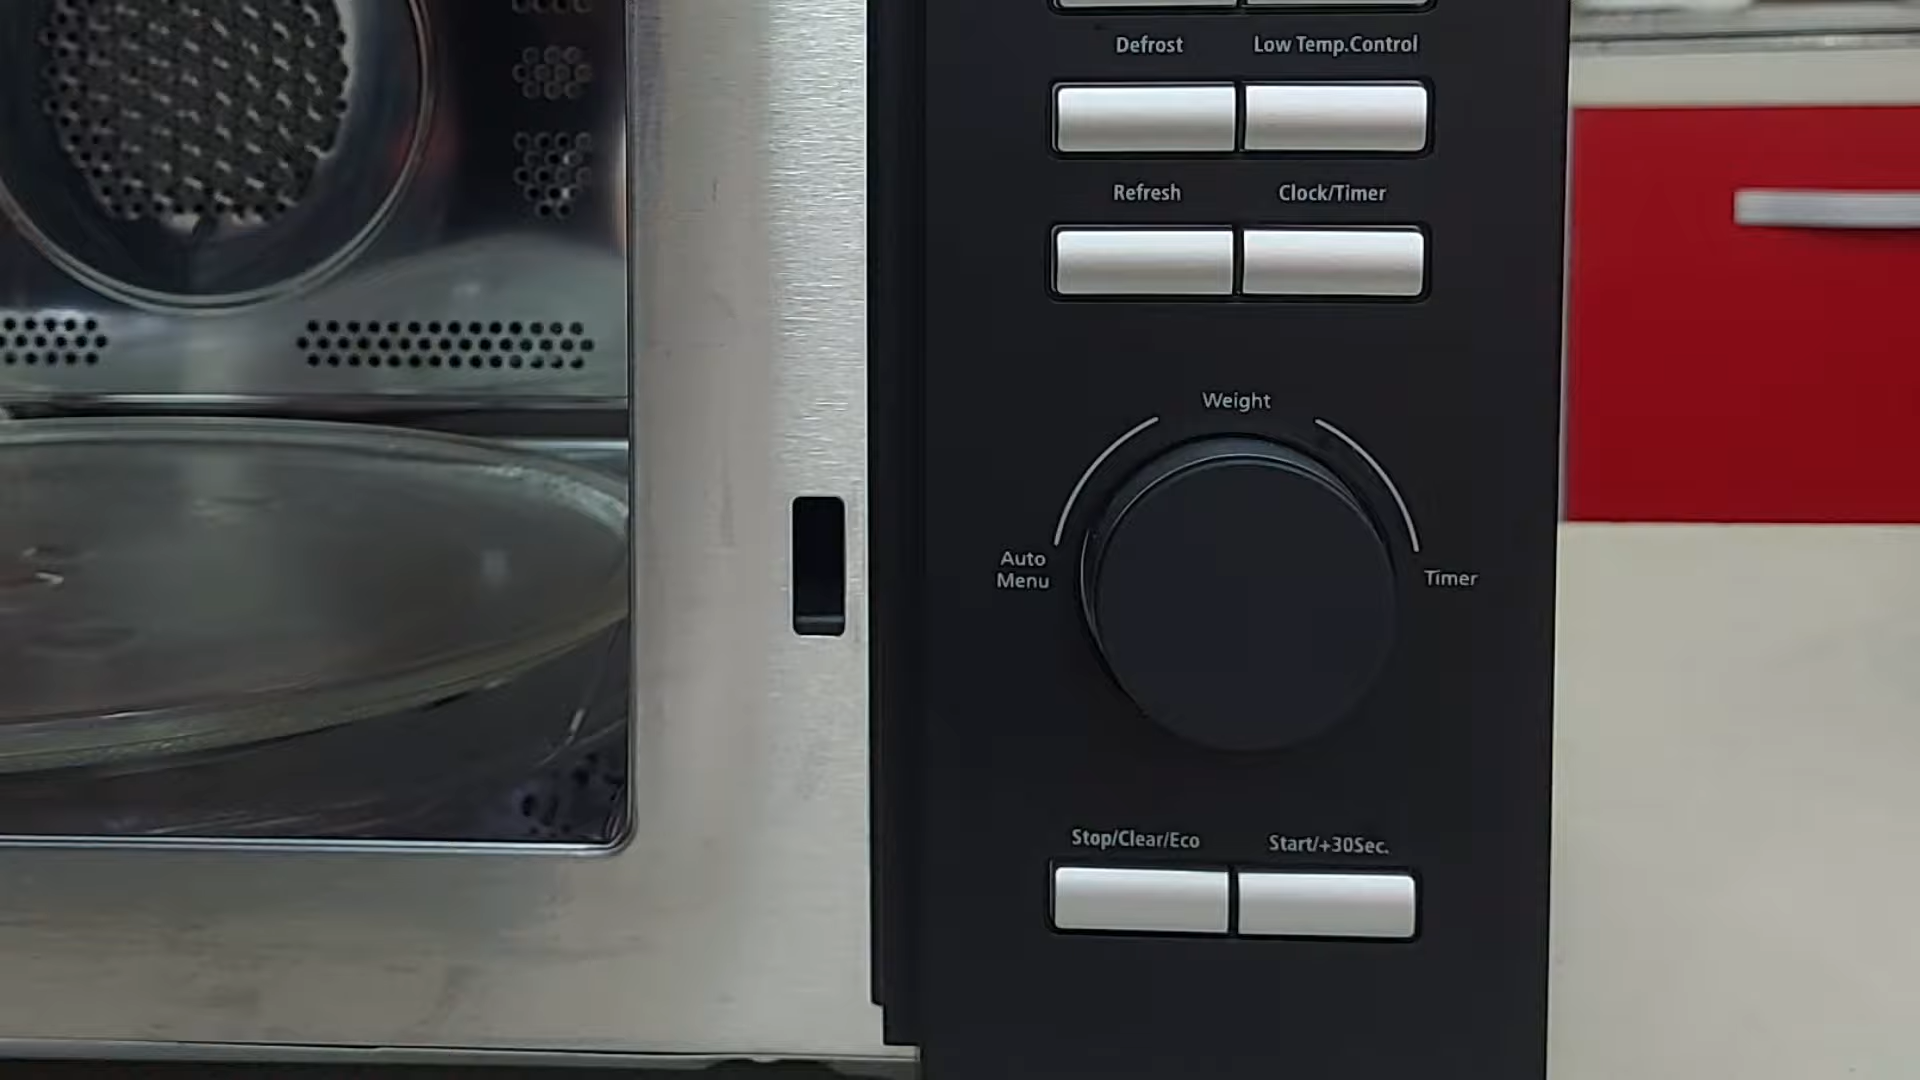 Defrost
Low Temp.Control
Refresh
Clock/Timer
Weight
Auto
Menu
Timer
Stop/Clear/Eco
Start/+30Sec.